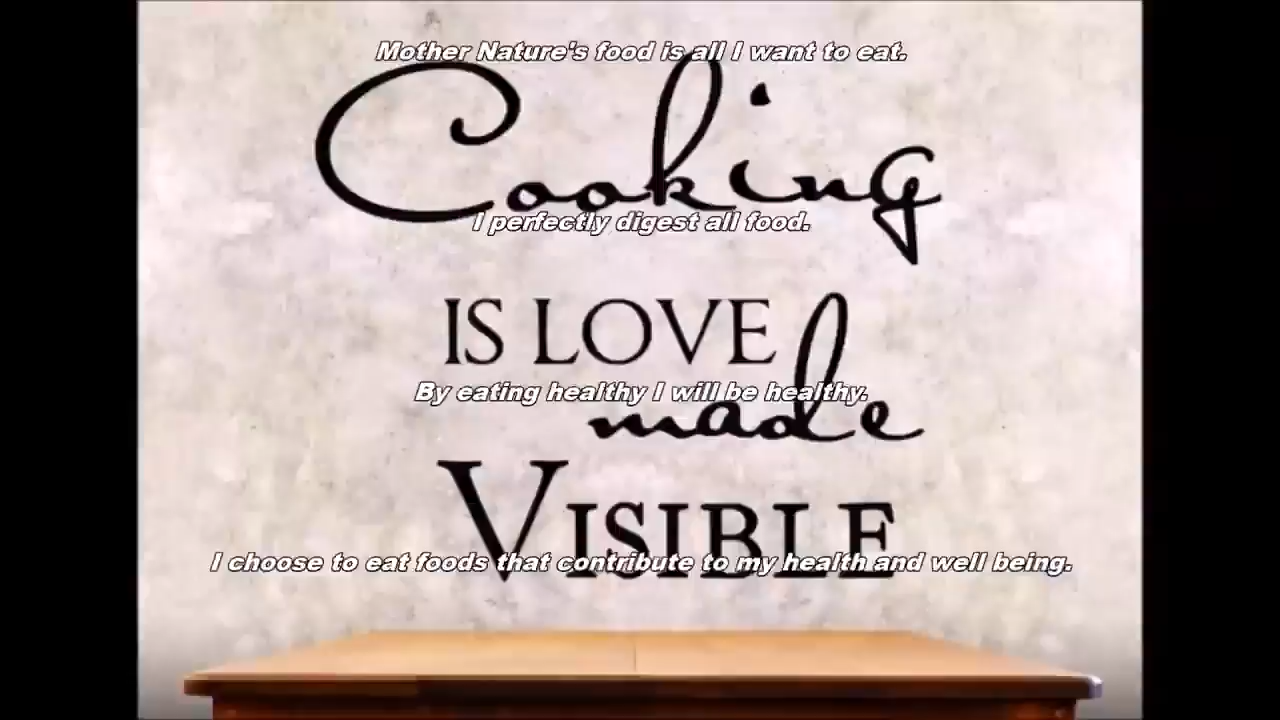 Mother Nature's food is all I want to eat.
Cooking
I perfectly digest all food.
IS LOVE
By eating healthy I will be healthy.
made
VISIBLE
I choose to eat foods that contribute to my health and well being.